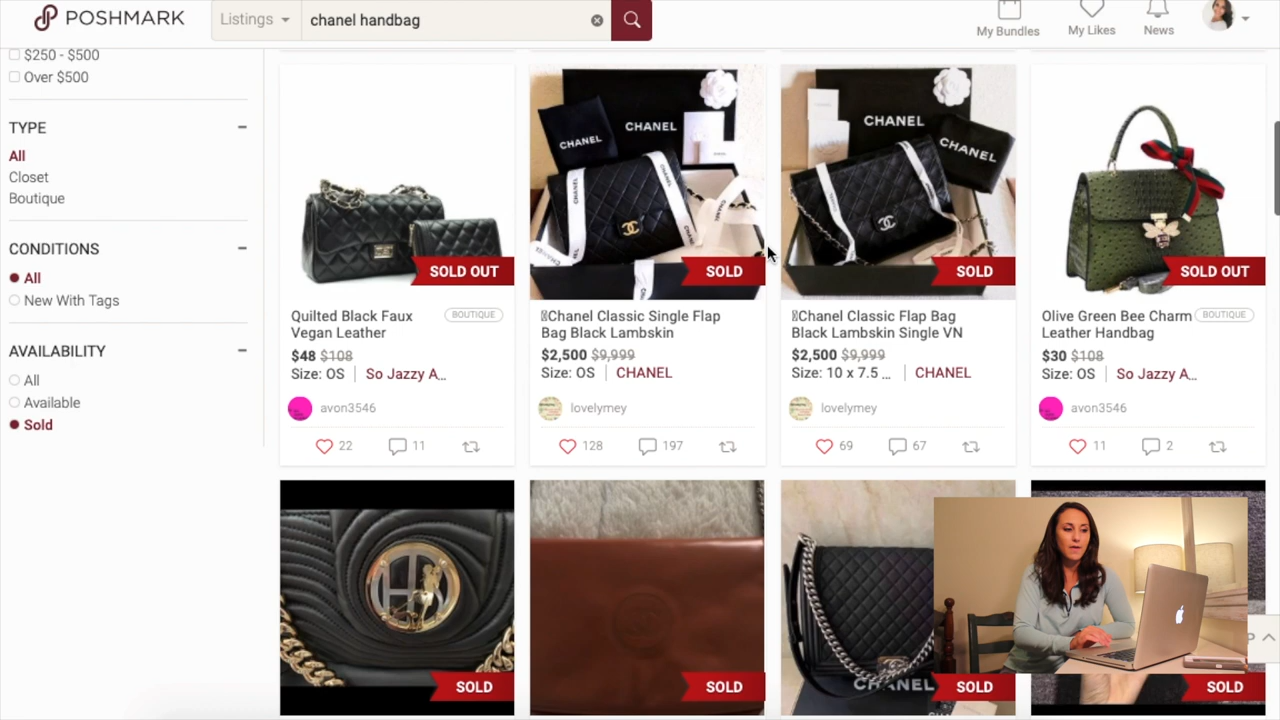 POSHMARK
Listings
chanel handbag
My Bundles
My Likes
News
$250 - $500
Over $500
TYPE
All
Closet
Boutique
CONDITIONS
All
New With Tags
AVAILABILITY
All
Available
Sold
SOLD OUT
Quilted Black Faux
Vegan Leather
BOUTIQUE
$48 $108
Size: OS | So Jazzy A...
avon3546
22
11
CHANEL
CHANEL
SOLD
Chanel Classic Single Flap
Bag Black Lambskin
$2,500 $9,999
Size: OS | CHANEL
lovelymey
128
197
CHANEL
CHANEL
SOLD
Chanel Classic Flap Bag
Black Lambskin Single VN
$2,500 $9,999
Size: 10 x 7.5 ... | CHANEL
lovelymey
69
67
SOLD OUT
Olive Green Bee Charm
Leather Handbag
BOUTIQUE
$30 $108
Size: OS | So Jazzy A...
avon3546
11
2
SOLD
SOLD
CHANEL
SOLD
SOLD